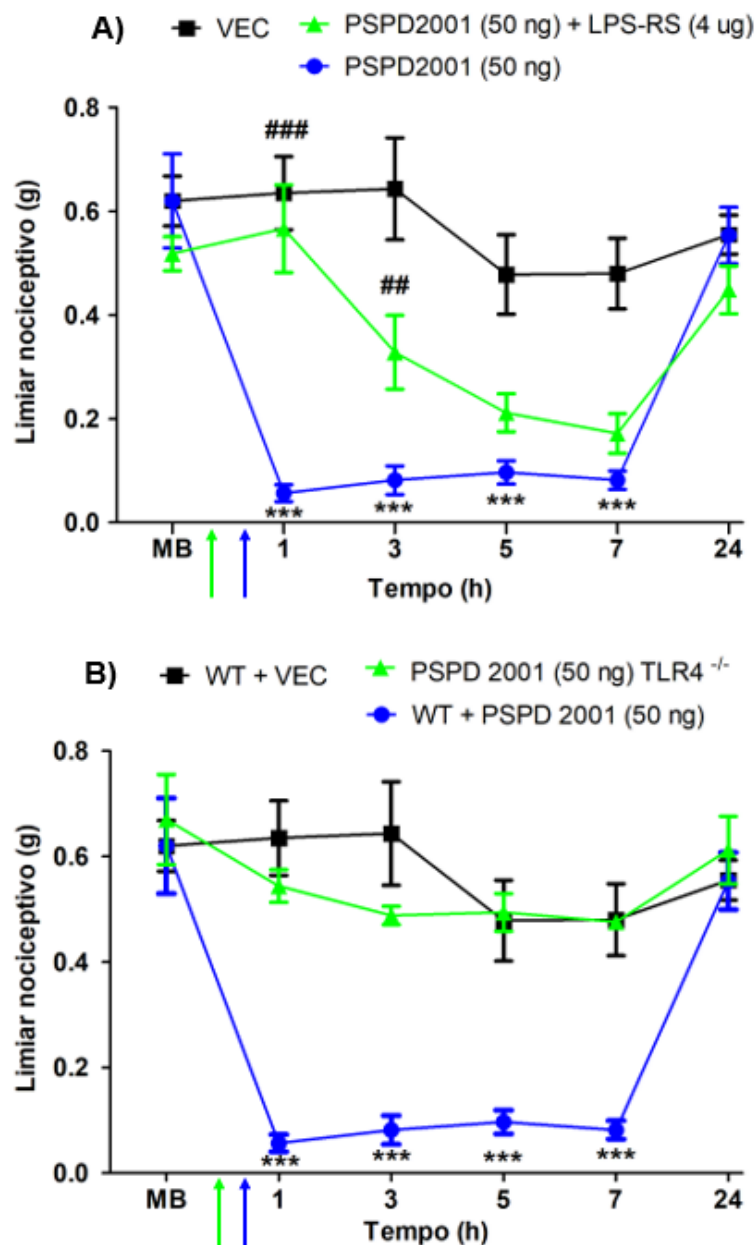 A) VEC PSPD2001 (50 ng) + LPS-RS (4 ug)
PSPD2001 (50 ng)
0.8
###
0.6
##
0.4
0.2
*** *** *** ***
0.0
MB 1 3 5 7 24
Tempo (h)
Limiar nociceptivo (g)
B) WT + VEC PSPD 2001 (50 ng) TLR4 -/-
WT + PSPD 2001 (50 ng)
0.8
0.6
0.4
0.2
*** *** *** ***
0.0
MB 1 3 5 7 24
Tempo (h)
Limiar nociceptivo (g)